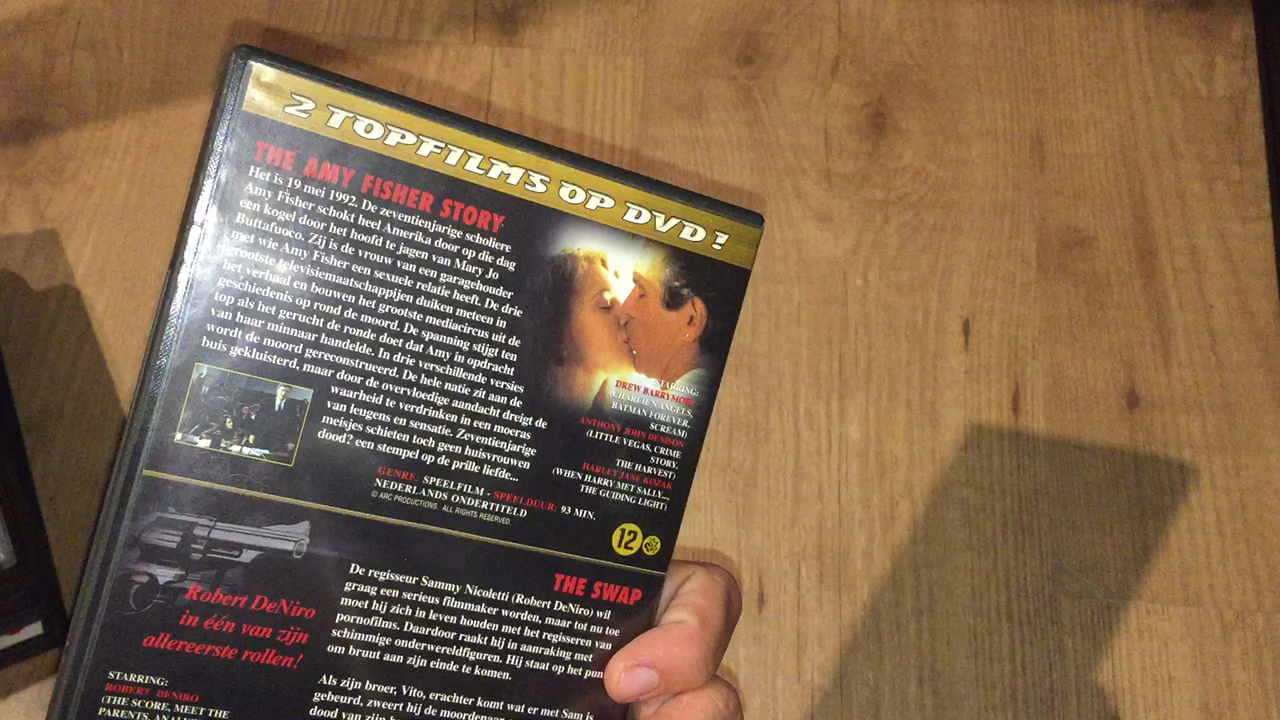 2 TOPFILMS OP DVD!
THE AMY FISHER STORY
Het is 19 mei 1992. De zeventienjarige scholiere
Amy Fisher schokt heel Amerika door op die dag
een kogel door het hoofd te jagen van Mary Jo
Buttafuoco. Zij is de vrouw van een garagehouder
met wie Amy Fisher een sexuele relatie heeft. De drie
grootste televisiemaatschappijen duiken meteen in
het verhaal en bouwen het grootste mediacircus uit de
geschiedenis op rond de moord. De spanning stijgt ten
top als het gerucht de ronde doet dat Amy in opdracht
van haar minnaar handelde. In drie verschillende versies
wordt de moord gereconstrueerd. De hele natie zit aan de
buis gekluisterd, maar door de overvloedige aandacht dreigt de
waarheid te verdrinken in een moeras
van leugens en sensatie. Zeventienjarige
meisjes schieten toch geen huisvrouwen
dood? een stempel op de prille liefde...
STARRING:
DREW BARRYMORE
(CHARLIE'S ANGELS,
BATMAN FOREVER,
SCREAM)
ANTHONY JOHN DENISON
(LITTLE VEGAS, CRIME
STORY,
THE HARVEST)
HARLEY JANE KOZAK
(WHEN HARRY MET SALLY...,
THE GUIDING LIGHT)
GENRE: SPEELFILM - SPEELDUUR: 93 MIN.
NEDERLANDS ONDERTITELD
© ARC PRODUCTIONS. ALL RIGHTS RESERVED.
12
THE SWAP
De regisseur Sammy Nicoletti (Robert DeNiro) wil
graag een serieus filmmaker worden, maar tot nu toe
moet hij zich in leven houden met het regisseren van
pornofilms. Daardoor raakt hij in aanraking met
schimmige onderwereldfiguren. Hij staat op het pun
om bruut aan zijn einde te komen.
Als zijn broer, Vito, erachter komt wat er met Sam is
gebeurd, zweert hij de moordenaar
dood van zijn
Robert DeNiro
in één van zijn
allereerste rollen!
STARRING:
ROBERT DENIRO
(THE SCORE, MEET THE
PARENTS,